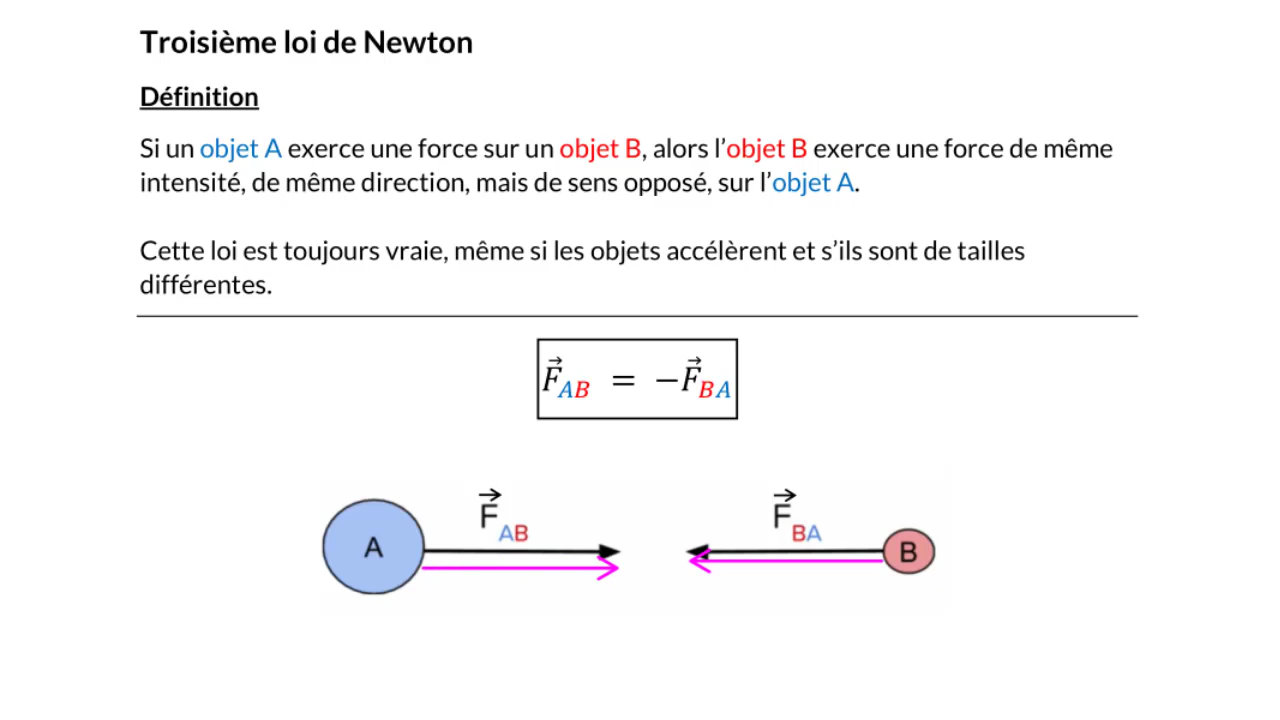 Troisième loi de Newton
Définition
Si un objet A exerce une force sur un objet B, alors l’objet B exerce une force de même
intensité, de même direction, mais de sens opposé, sur l’objet A.
Cette loi est toujours vraie, même si les objets accélèrent et s’ils sont de tailles
différentes.
F⃗AB = −F⃗BA
F⃗AB F⃗BA
A B